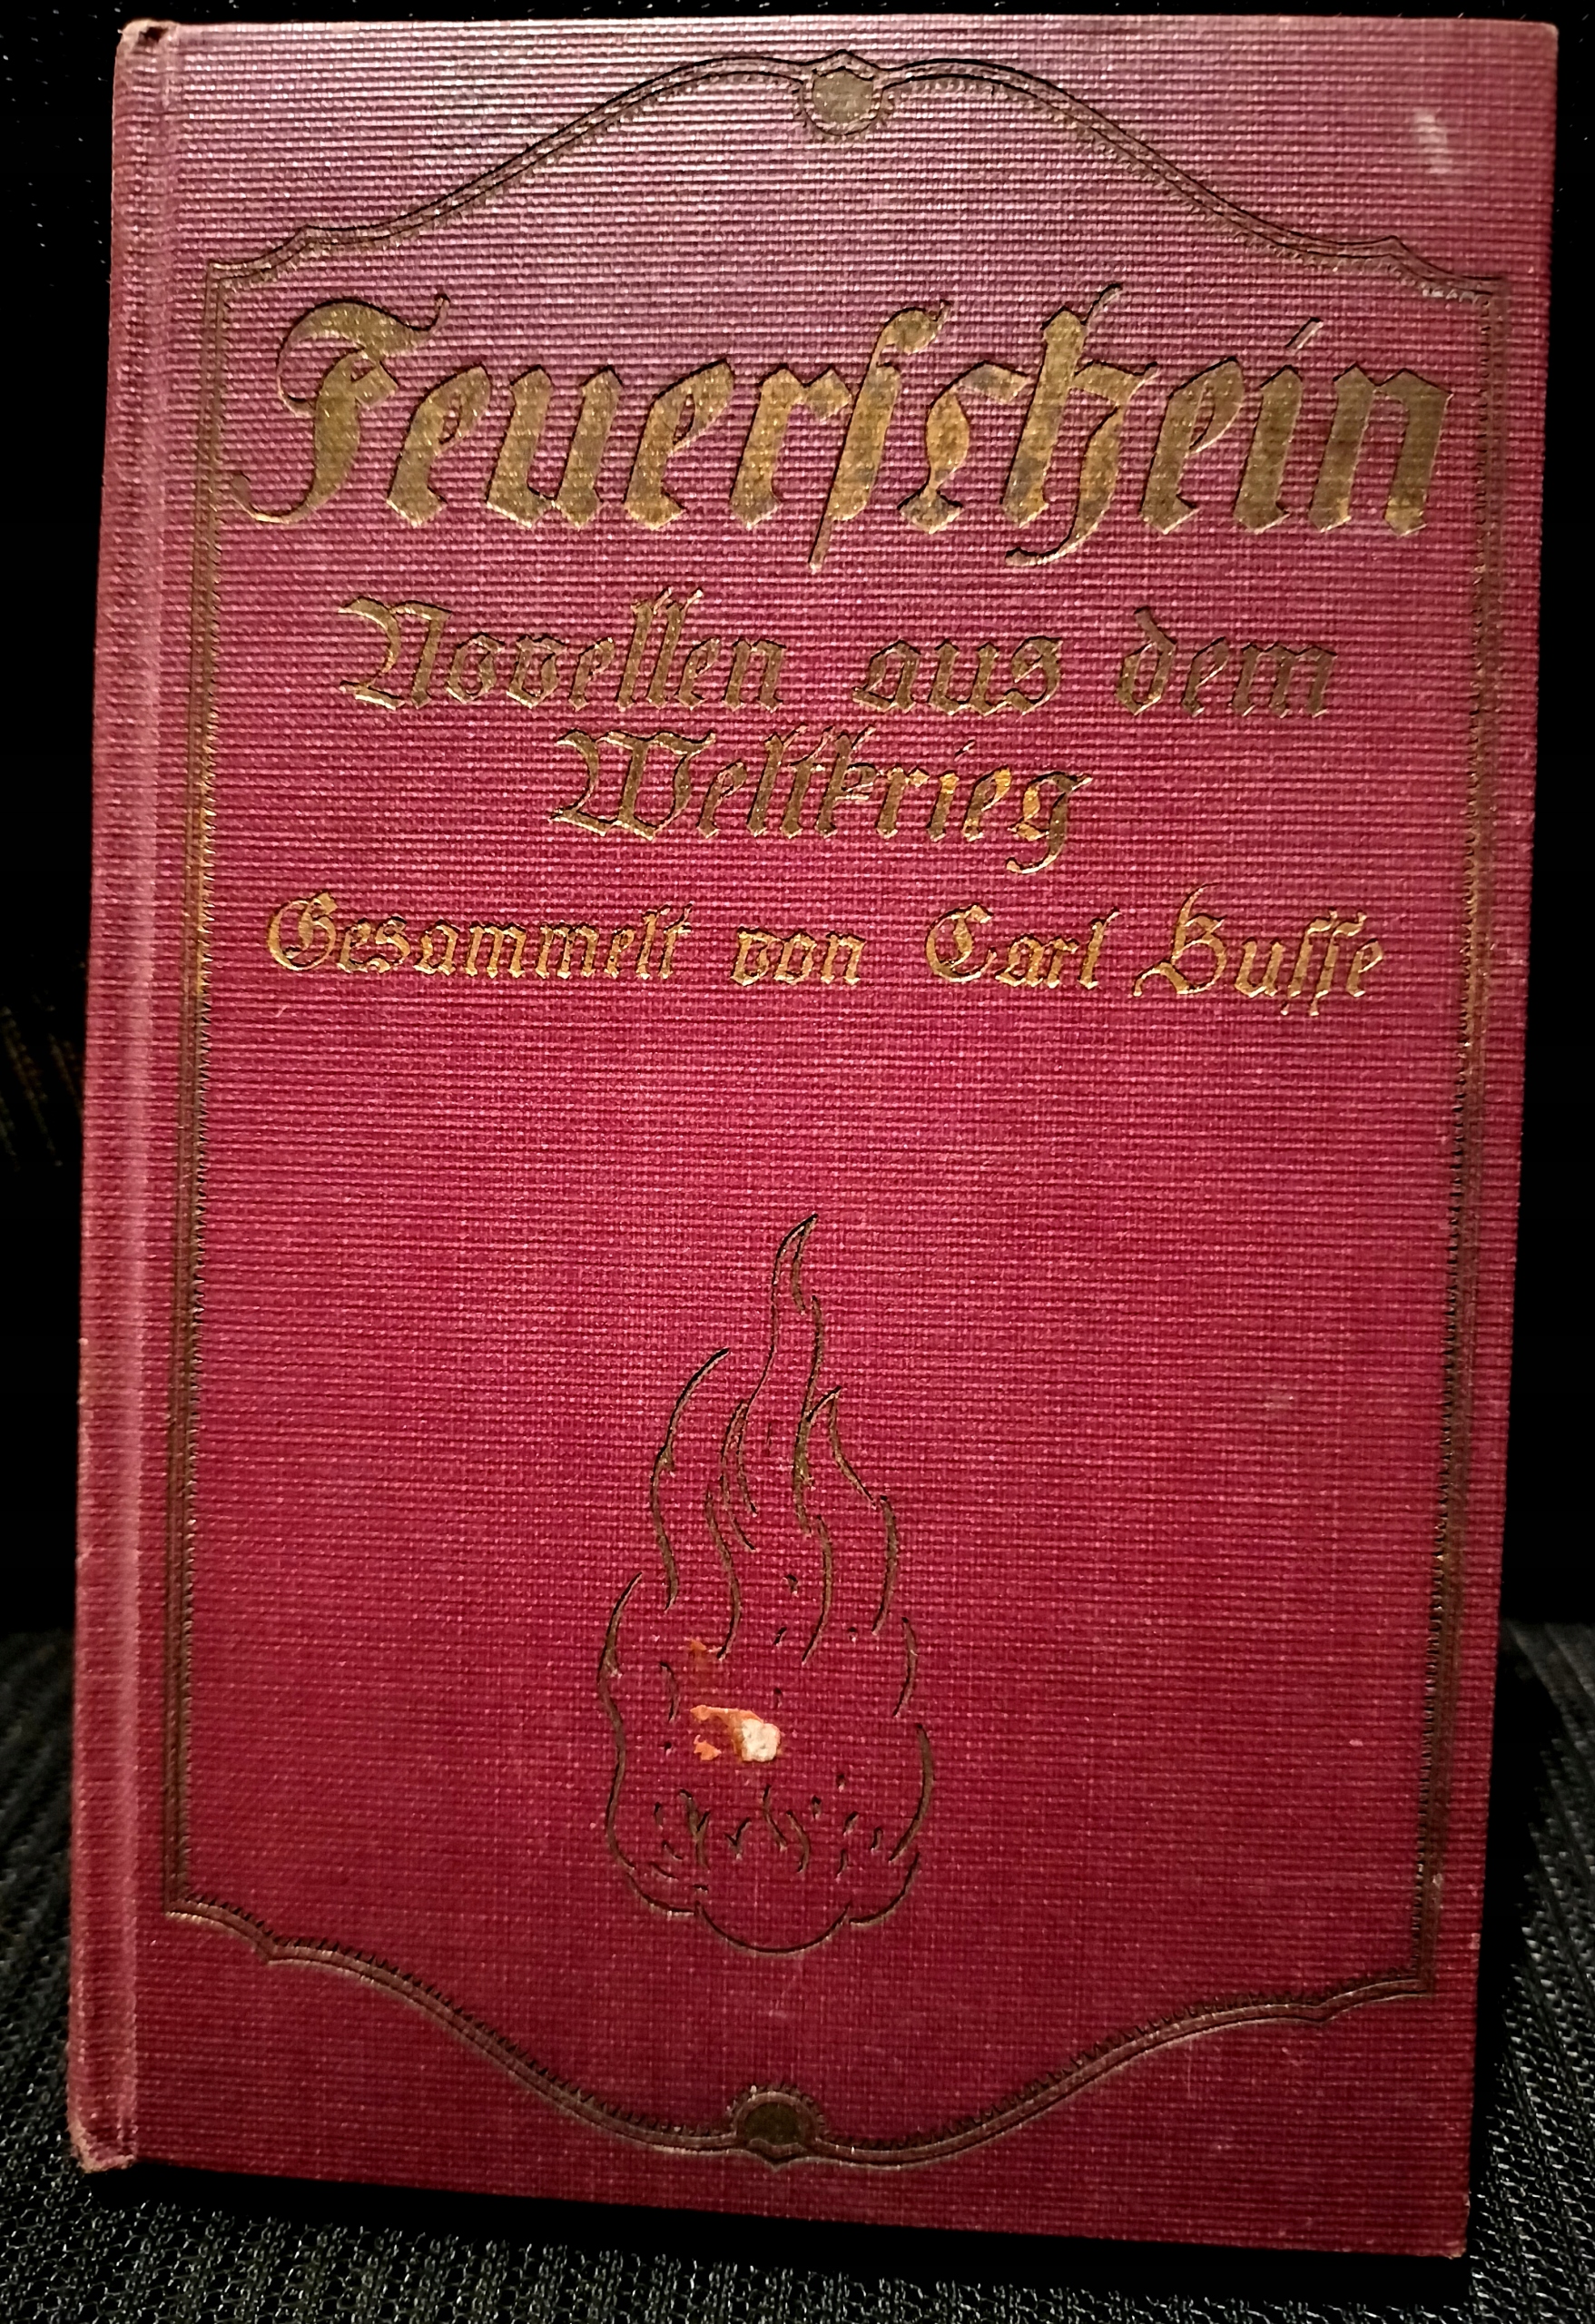 Feuerschein
Novellen aus dem
Weltkrieg
Gesammelt von Carl Busse